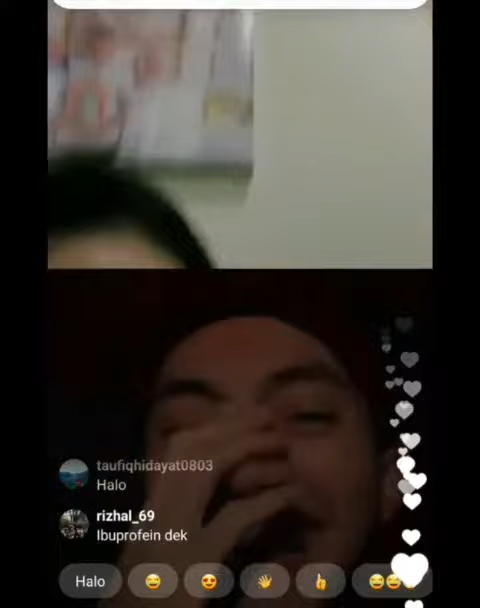 taufiqhidayat0803
Halo
rizhal_69
Ibuprofein dek
Halo